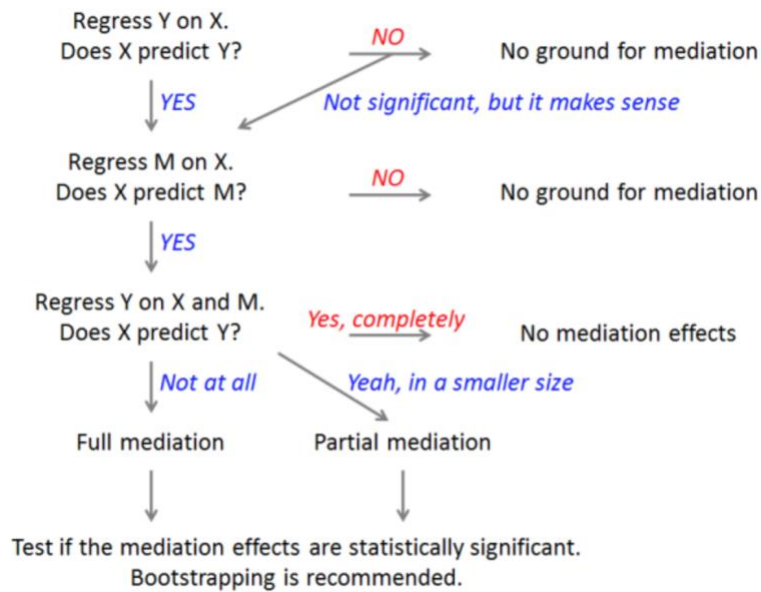 Regress Y on X.
Does X predict Y?
NO
No ground for mediation
YES
Not significant, but it makes sense
Regress M on X.
Does X predict M?
NO
No ground for mediation
YES
Regress Y on X and M.
Does X predict Y?
Yes, completely
No mediation effects
Not at all
Yeah, in a smaller size
Full mediation
Partial mediation
Test if the mediation effects are statistically significant.
Bootstrapping is recommended.